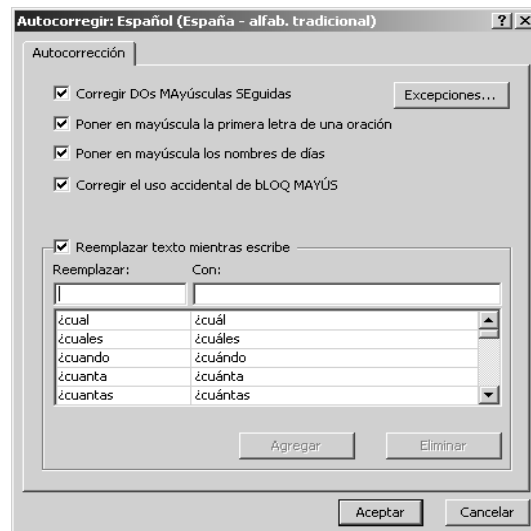 Autocorregir: Español (España - alfab. tradicional)
Autocorrección
Corregir DOs MAyúsculas SEguidas
Excepciones...
Poner en mayúscula la primera letra de una oración
Poner en mayúscula los nombres de días
Corregir el uso accidental de bLOQ MAYÚS
Reemplazar texto mientras escribe
Reemplazar: Con:
¿cual ¿cuál
¿cuales ¿cuáles
¿cuando ¿cuándo
¿cuanta ¿cuánta
¿cuantas ¿cuántas
Agregar Eliminar
Aceptar Cancelar